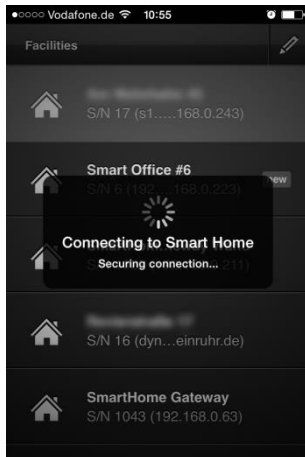 Vodafone.de 10:55
Facilities
S/N 17 (s1.....168.0.243)
Smart Office #6
S/N 6 (192....168.0.223)
new
Connecting to Smart Home
Securing connection...
S/N 16 (dyn...einruhr.de)
SmartHome Gateway
S/N 1043 (192.168.0.63)